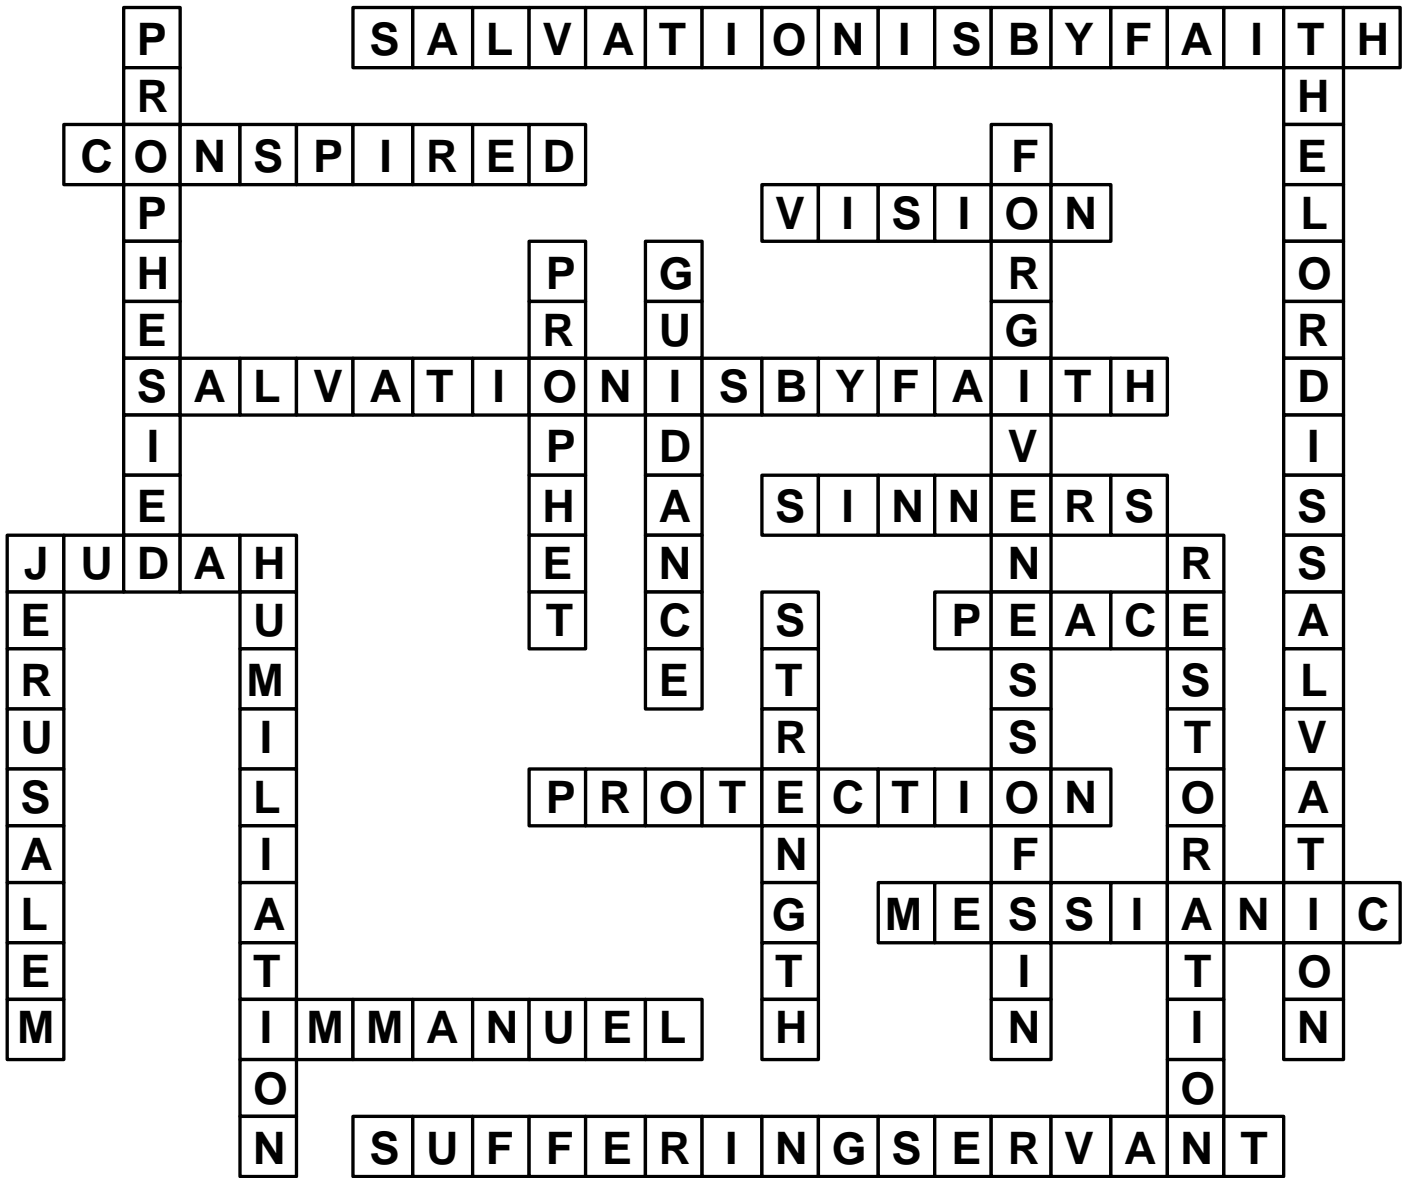 PROPHESIED
SALVATIONISBYFAITH
THELORDISSALVATION
CONSPIRED
FORGIVENESSOFSIN
VISION
PROPHET
GUIDANCE
SALVATIONISBYFAITH
SINNERS
JUDAH
JERUSALEM
HUMILIATION
RESTORATION
STRENGTH
PEACE
PROTECTION
MESSIANIC
IMMANUEL
SUFFERINGSERVANT